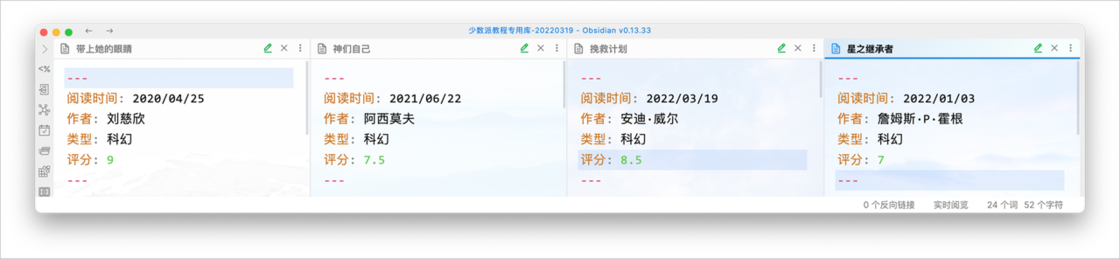 少数派教程专用库-20220319 - Obsidian v0.13.33
带上她的眼睛
---
阅读时间: 2020/04/25
作者: 刘慈欣
类型: 科幻
评分: 9
---
神们自己
---
阅读时间: 2021/06/22
作者: 阿西莫夫
类型: 科幻
评分: 7.5
---
挽救计划
---
阅读时间: 2022/03/19
作者: 安迪·威尔
类型: 科幻
评分: 8.5
---
星之继承者
---
阅读时间: 2022/01/03
作者: 詹姆斯·P·霍根
类型: 科幻
评分: 7
---
0 个反向链接 实时阅览 24 个词 52 个字符